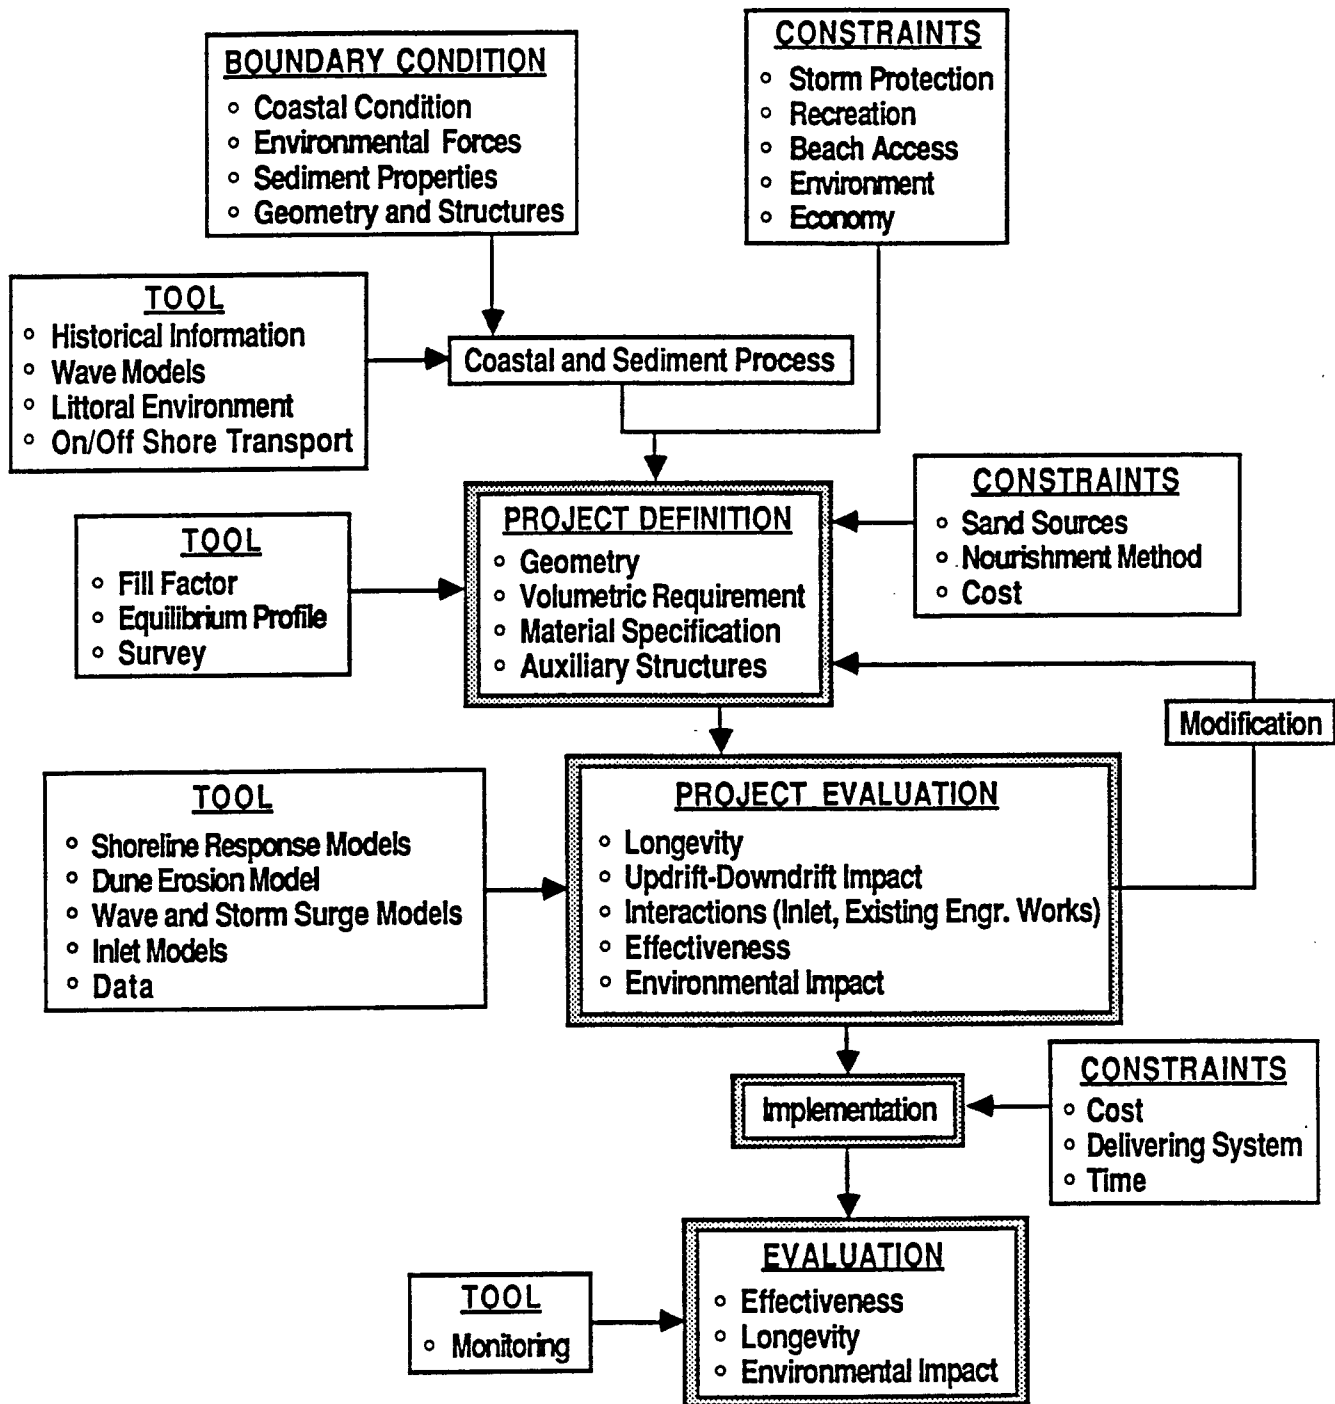 BOUNDARY CONDITION
Coastal Condition
Environmental Forces
Sediment Properties
Geometry and Structures
CONSTRAINTS
Storm Protection
Recreation
Beach Access
Environment
Economy
TOOL
Historical Information
Wave Models
Littoral Environment
On/Off Shore Transport
Coastal and Sediment Process
TOOL
Fill Factor
Equilibrium Profile
Survey
PROJECT DEFINITION
Geometry
Volumetric Requirement
Material Specification
Auxiliary Structures
CONSTRAINTS
Sand Sources
Nourishment Method
Cost
Modification
TOOL
Shoreline Response Models
Dune Erosion Model
Wave and Storm Surge Models
Inlet Models
Data
PROJECT EVALUATION
Longevity
Updrift-Downdrift Impact
Interactions (Inlet, Existing Engr. Works)
Effectiveness
Environmental Impact
Implementation
CONSTRAINTS
Cost
Delivering System
Time
TOOL
Monitoring
EVALUATION
Effectiveness
Longevity
Environmental Impact